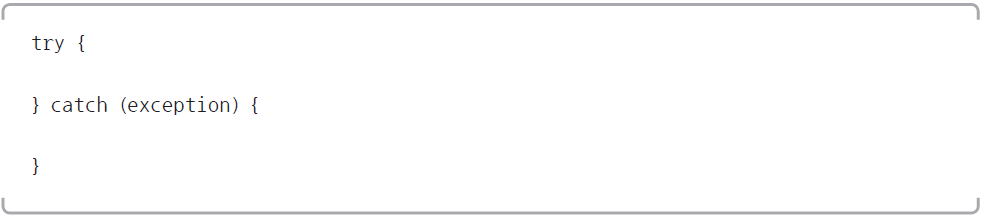 try {
} catch (exception) {
}